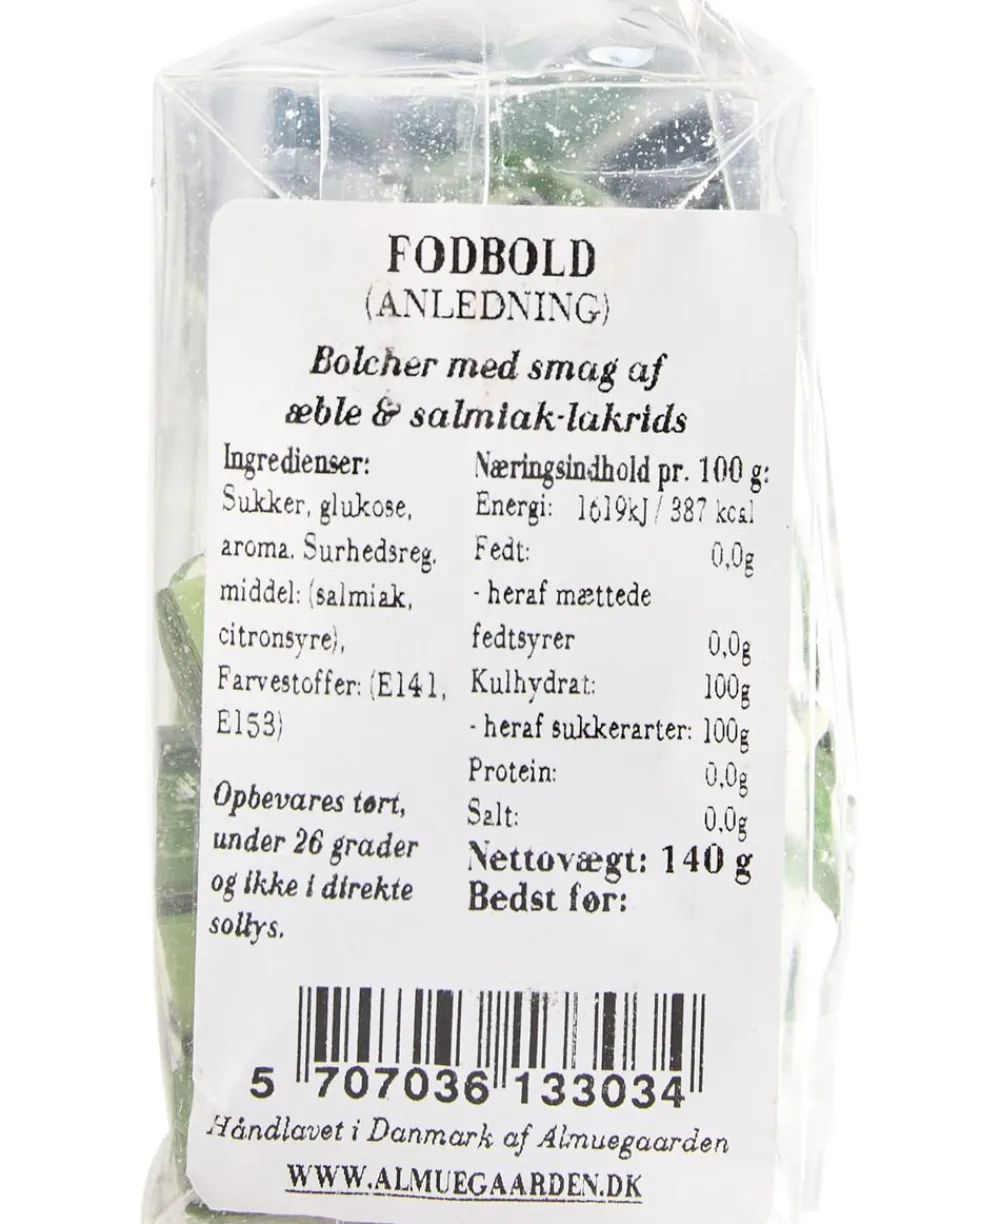 FODBOLD
(ANLEDNING)
Bolcher med smag af
æble & salmiak-lakrids
Ingredienser:
Sukker, glukose,
aroma. Surhedsreg.
middel: (salmiak,
citronsyre),
Farvestoffer: (E141,
E153)
Opbevares tørt,
under 26 grader
og ikke i direkte
sollys.
Næringsindhold pr. 100 g:
Energi: 1619kJ / 387 kcal
Fedt: 0,0g
- heraf mættede
fedtsyrer 0,0g
Kulhydrat: 100g
- heraf sukkerarter: 100g
Protein: 0,0g
Salt: 0,0g
Nettovægt: 140 g
Bedst før:
5 707036 133034
Håndlavet i Danmark af Almuegaarden
WWW.ALMUEGAARDEN.DK